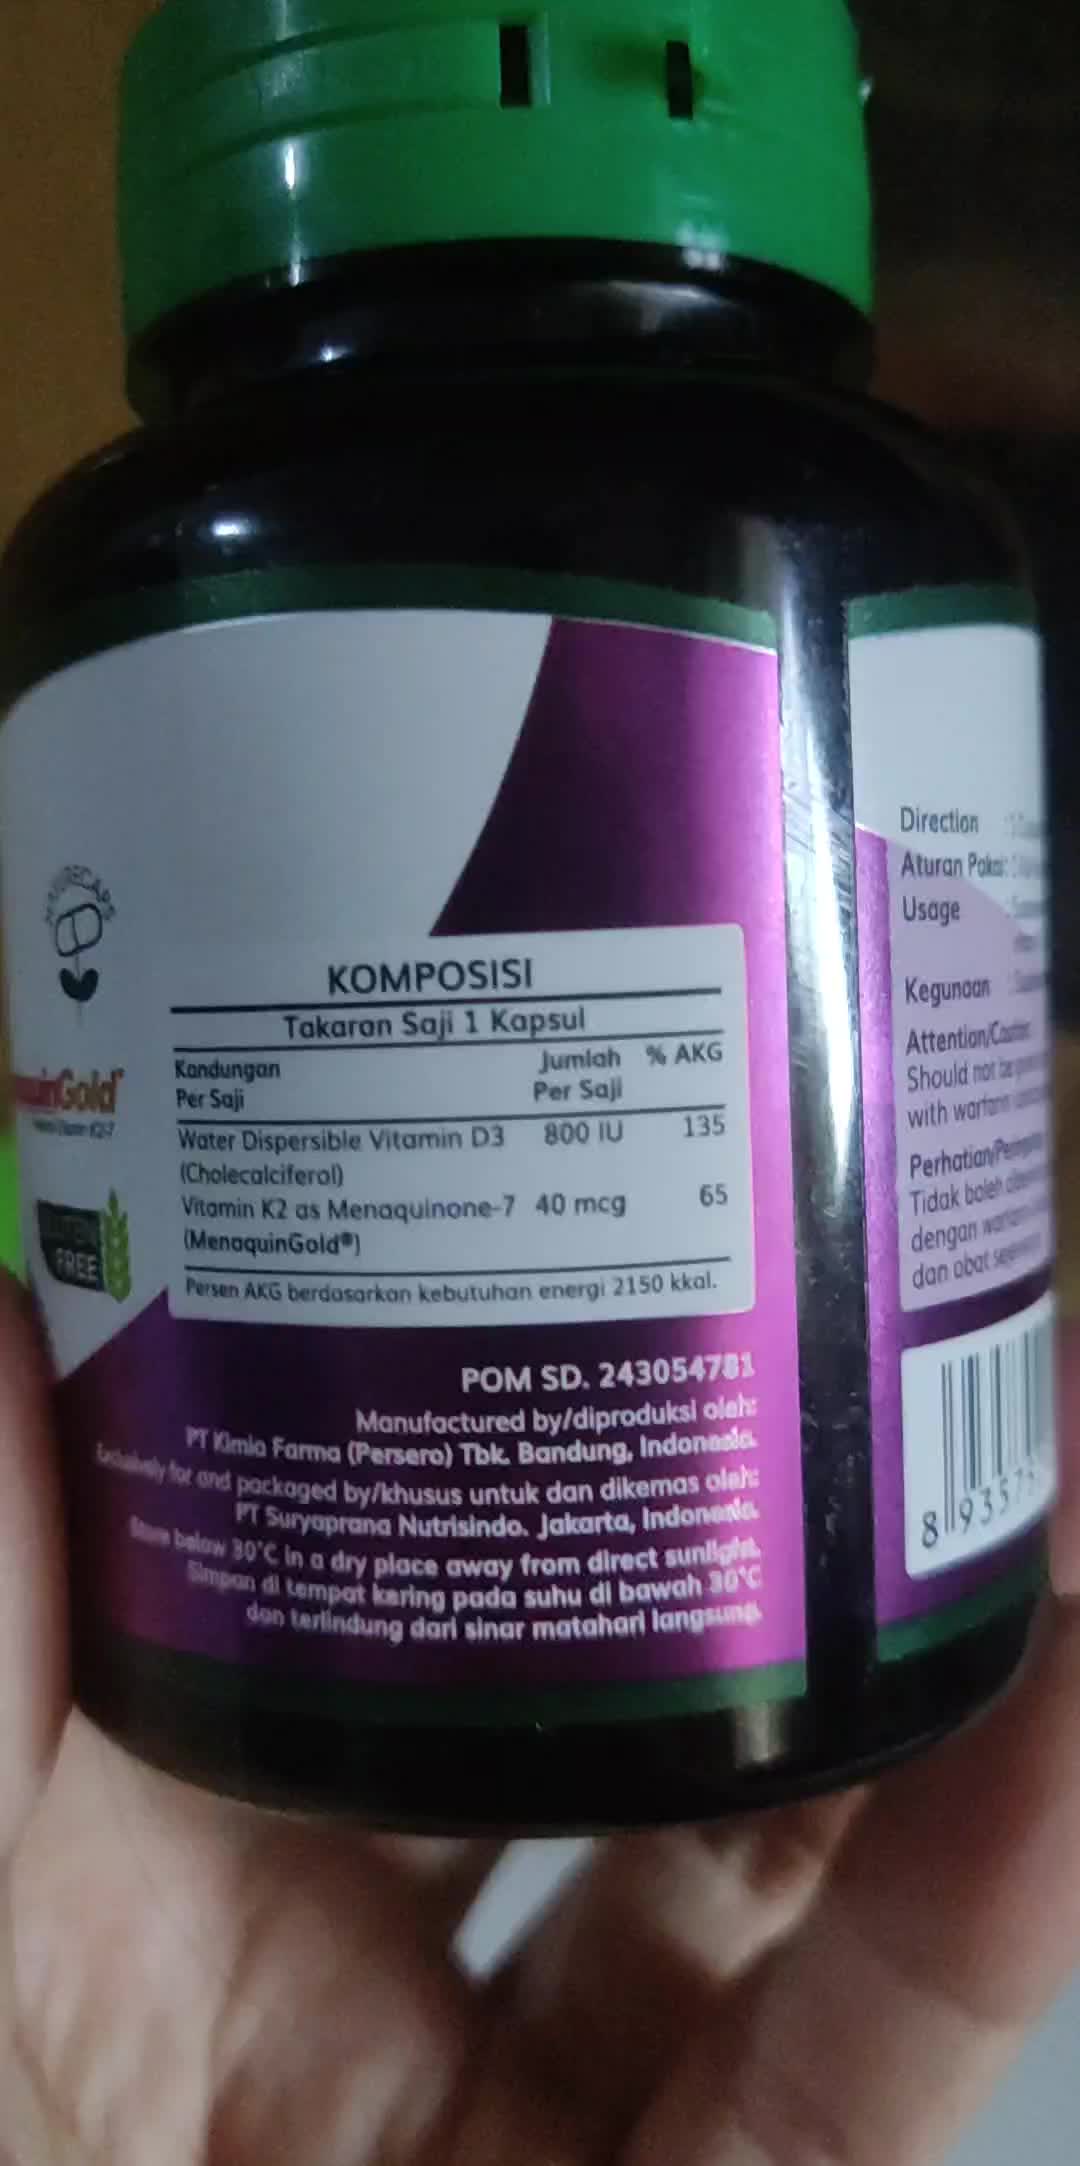 NATURECAPS
Gold
FREE
KOMPOSISI
Takaran Saji 1 Kapsul
Kandungan Per Saji Jumlah Per Saji % AKG
Water Dispersible Vitamin D3 800 IU 135
(Cholecalciferol)
Vitamin K2 as Menaquinone-7 40 mcg 65
(MenaquinGold®)
Persen AKG berdasarkan kebutuhan energi 2150 kkal.
POM SD. 243054781
Manufactured by/diproduksi oleh:
PT Kimia Farma (Persero) Tbk. Bandung, Indonesia.
Exclusively for and packaged by/khusus untuk dan dikemas oleh:
PT Suryaprana Nutrisindo. Jakarta, Indonesia.
Store below 30°C in a dry place away from direct sunlight.
Simpan di tempat kering pada suhu di bawah 30°C
dan terlindung dari sinar matahari langsung.
Direction
Aturan Pakai:
Usage
Kegunaan
Attention/
Should not be
with warfarin
Perhatian/
Tidak boleh
dengan
dan obat
8 9357